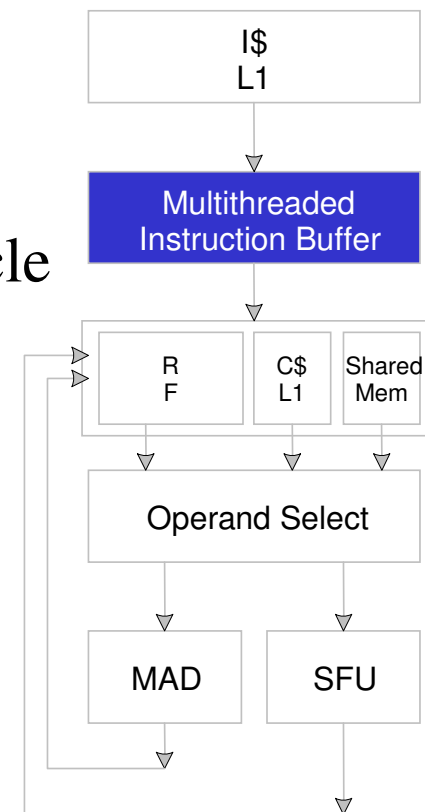 I$
L1
Multithreaded
Instruction Buffer
R
F
C$
L1
Shared
Mem
Operand Select
MAD
SFU